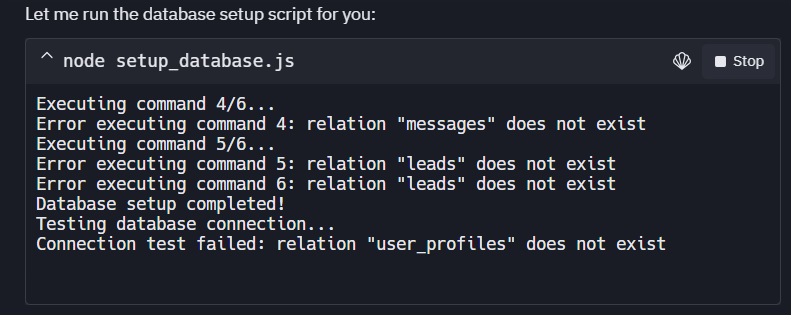 Let me run the database setup script for you:
node setup_database.js
Stop
Executing command 4/6...
Error executing command 4: relation "messages" does not exist
Executing command 5/6...
Error executing command 5: relation "leads" does not exist
Error executing command 6: relation "leads" does not exist
Database setup completed!
Testing database connection...
Connection test failed: relation "user_profiles" does not exist